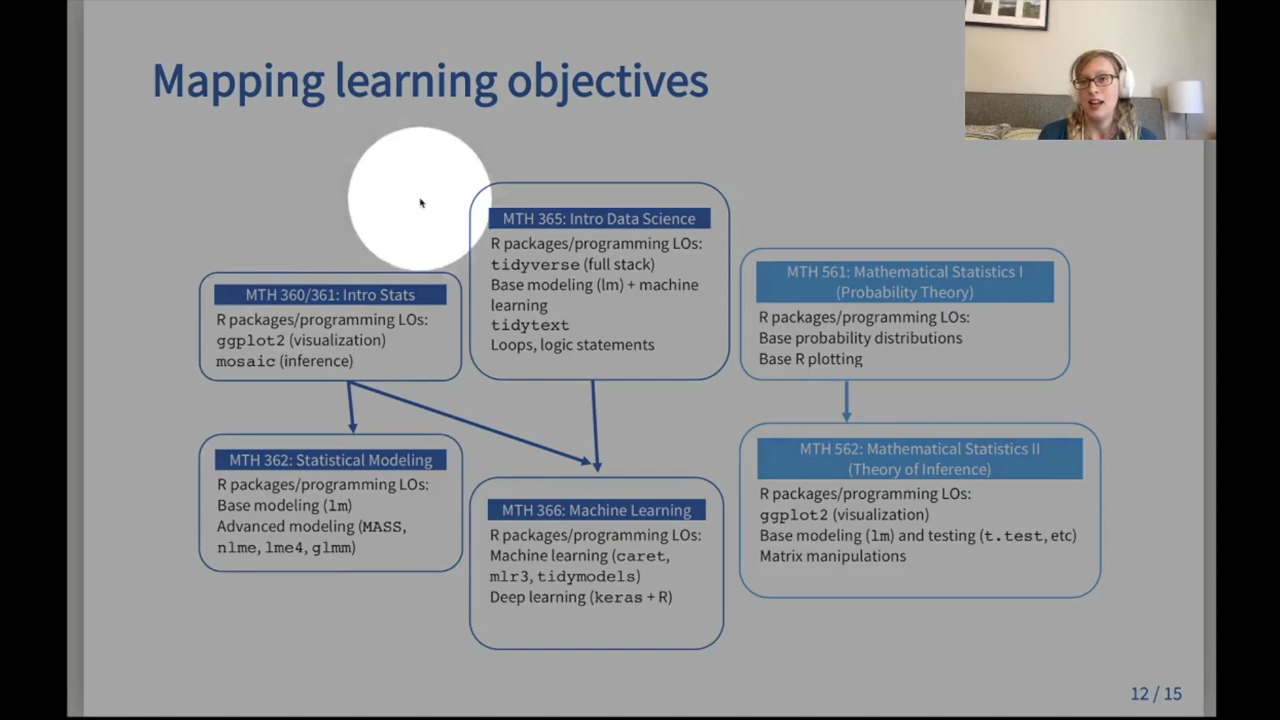 Mapping learning objectives
MTH 360/361: Intro Stats
R packages/programming LOs:
ggplot2 (visualization)
mosaic (inference)
MTH 365: Intro Data Science
R packages/programming LOs:
tidyverse (full stack)
Base modeling (lm) + machine
learning
tidytext
Loops, logic statements
MTH 561: Mathematical Statistics I
(Probability Theory)
R packages/programming LOs:
Base probability distributions
Base R plotting
MTH 362: Statistical Modeling
R packages/programming LOs:
Base modeling (lm)
Advanced modeling (MASS,
nlme, lme4, glmm)
MTH 366: Machine Learning
R packages/programming LOs:
Machine learning (caret,
mlr3, tidymodels)
Deep learning (keras + R)
MTH 562: Mathematical Statistics II
(Theory of Inference)
R packages/programming LOs:
ggplot2 (visualization)
Base modeling (lm) and testing (t.test, etc)
Matrix manipulations
12 / 15